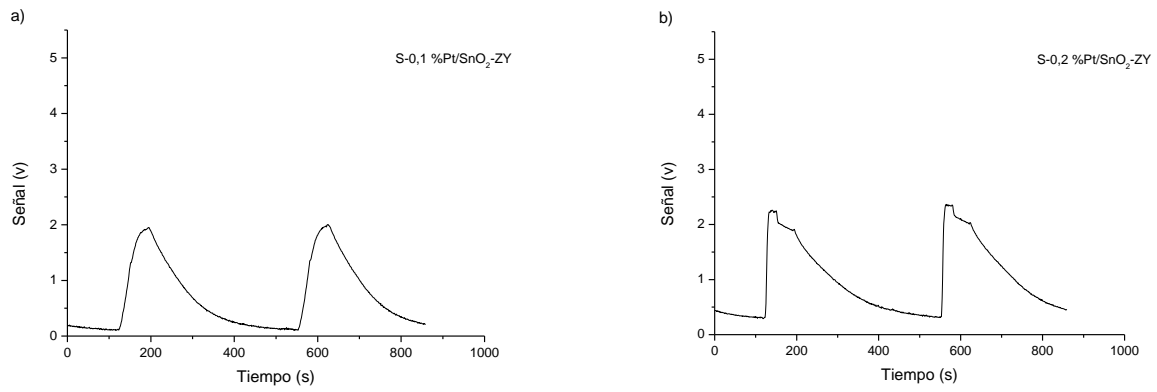 a)
S-0,1 %Pt/SnO₂-ZY
5
4
3
2
1
0
Señal (v)
0 200 400 600 800 1000
Tiempo (s)
b)
S-0,2 %Pt/SnO₂-ZY
5
4
3
2
1
0
Señal (v)
0 200 400 600 800 1000
Tiempo (s)